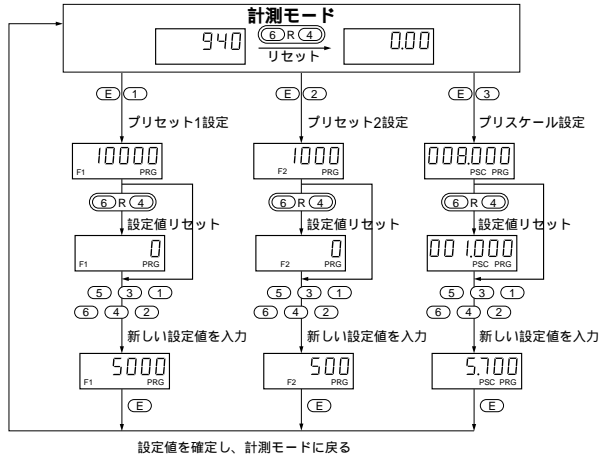 計測モード
940 6 R 4 0.00
リセット
E 1 E 2 E 3
プリセット1設定 プリセット2設定 プリスケール設定
10000 1000 008.000
F1 PRG F2 PRG PSC PRG
6 R 4 6 R 4 6 R 4
設定値リセット 設定値リセット 設定値リセット
0 0 001.000
F1 PRG F2 PRG PSC PRG
5 3 1 5 3 1 5 3 1
6 4 2 6 4 2 6 4 2
新しい設定値を入力 新しい設定値を入力 新しい設定値を入力
5000 500 5.700
F1 PRG F2 PRG PSC PRG
E E E
設定値を確定し、計測モードに戻る